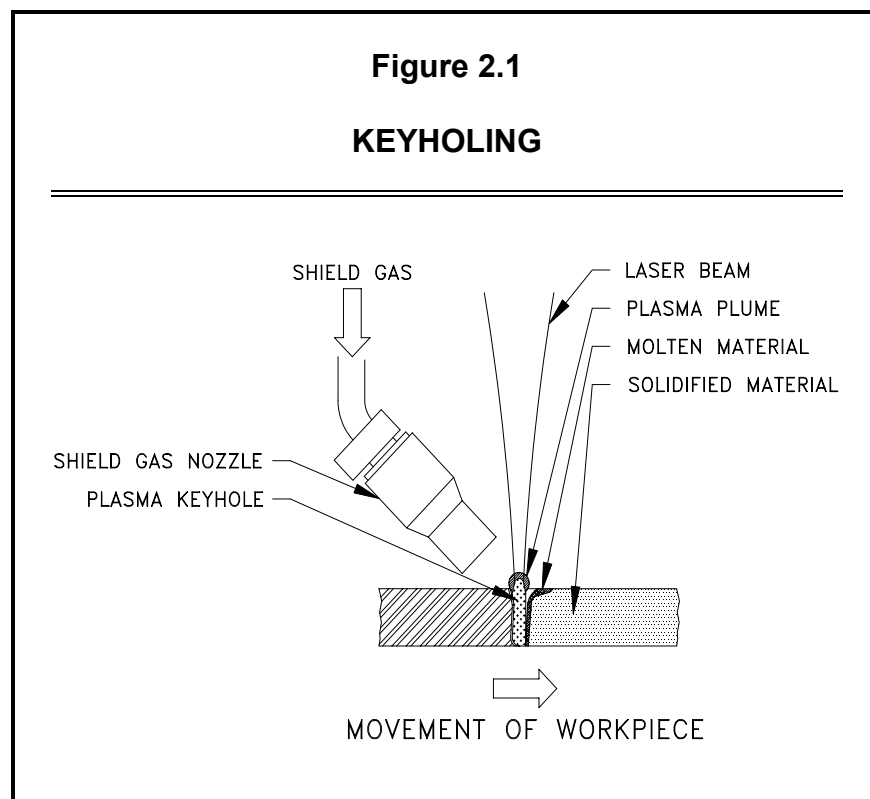 Figure 2.1
KEYHOLING
SHIELD GAS
LASER BEAM
PLASMA PLUME
MOLTEN MATERIAL
SOLIDIFIED MATERIAL
SHIELD GAS NOZZLE
PLASMA KEYHOLE
MOVEMENT OF WORKPIECE